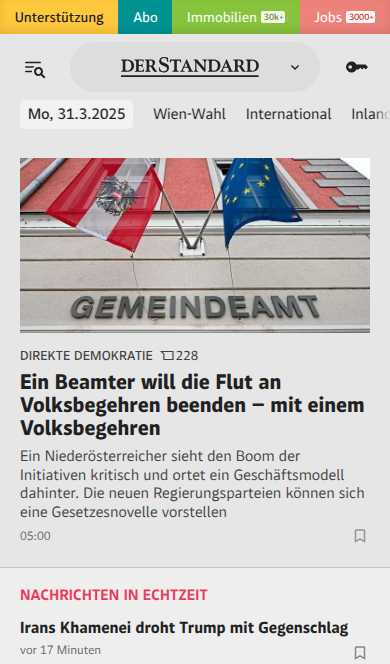 Unterstützung Abo Immobilien 30k+ Jobs 3000+
DERSTANDARD
Mo, 31.3.2025 Wien-Wahl International Inland
GEMEINDEAMT
DIREKTE DEMOKRATIE 228
Ein Beamter will die Flut an
Volksbegehren beenden – mit einem
Volksbegehren
Ein Niederösterreicher sieht den Boom der
Initiativen kritisch und ortet ein Geschäftsmodell
dahinter. Die neuen Regierungsparteien können sich
eine Gesetzesnovelle vorstellen
05:00
NACHRICHTEN IN ECHTZEIT
Irans Khamenei droht Trump mit Gegenschlag
vor 17 Minuten